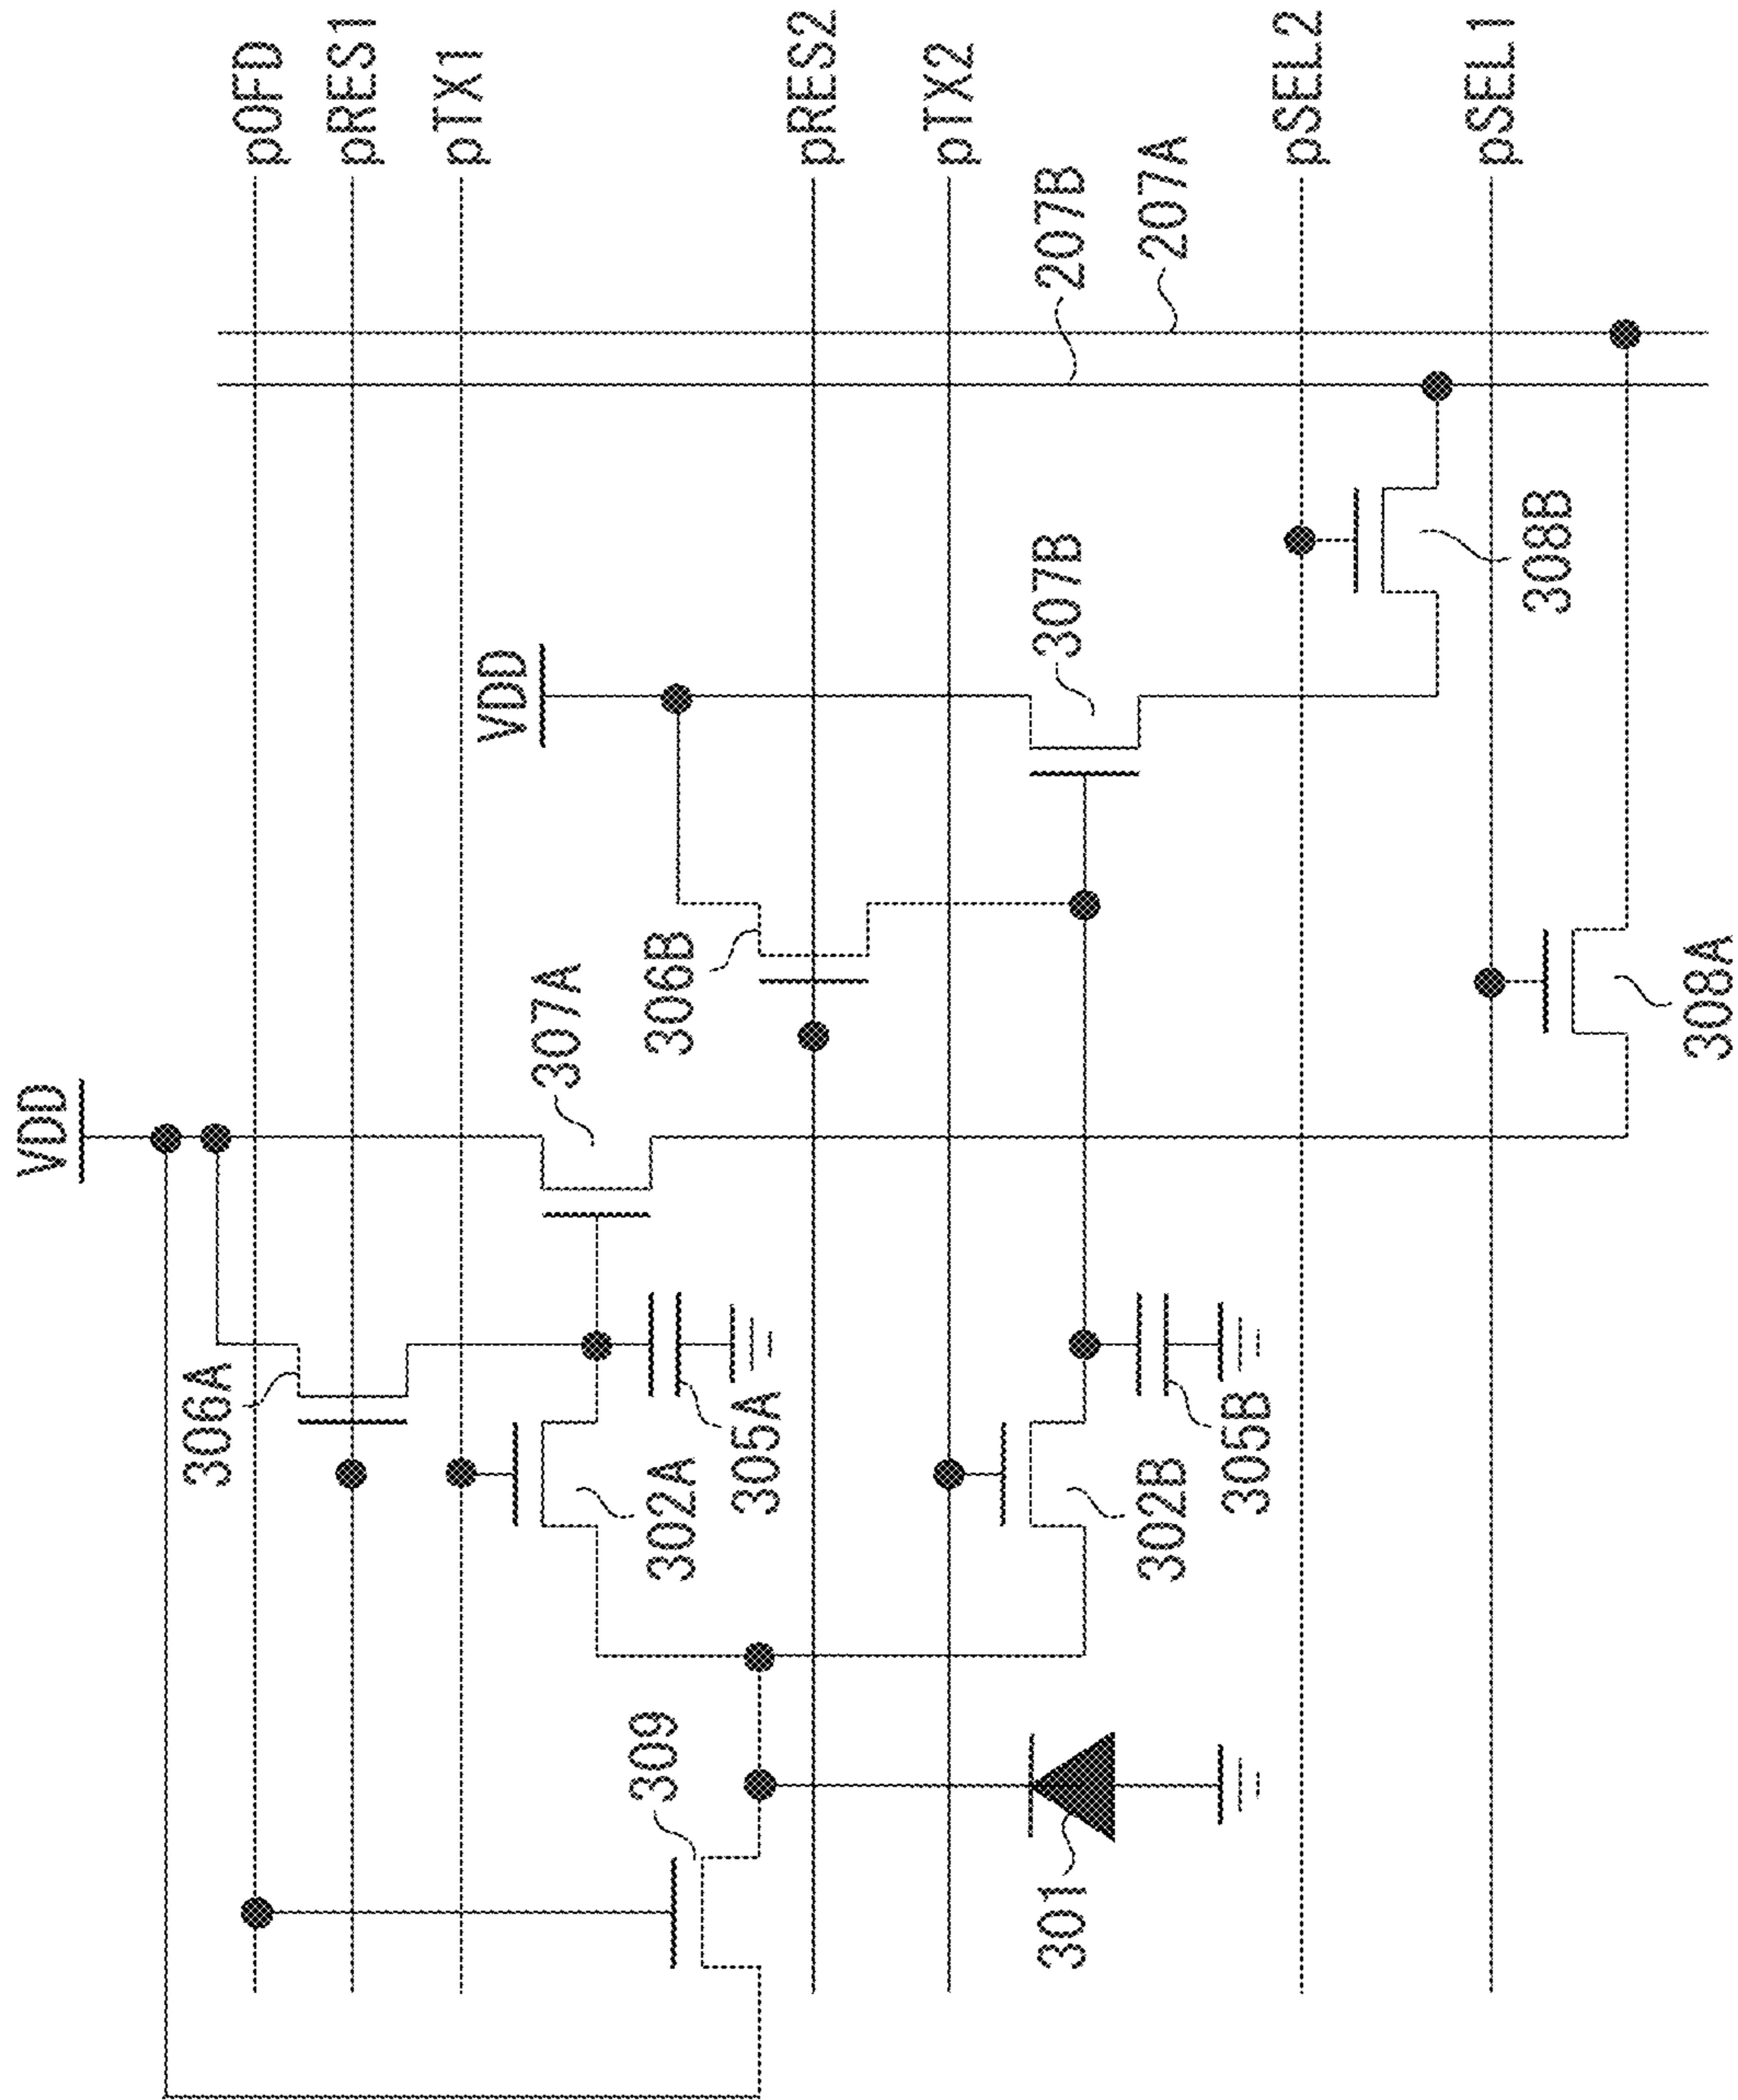 pOFD
pRES1
pTX1
pRES2
pTX2
pSEL2
pSEL1
207B
207A
VDD
307B
308B
VDD
307A
306B
308A
306A
302A
305A
302B
305B
309
301